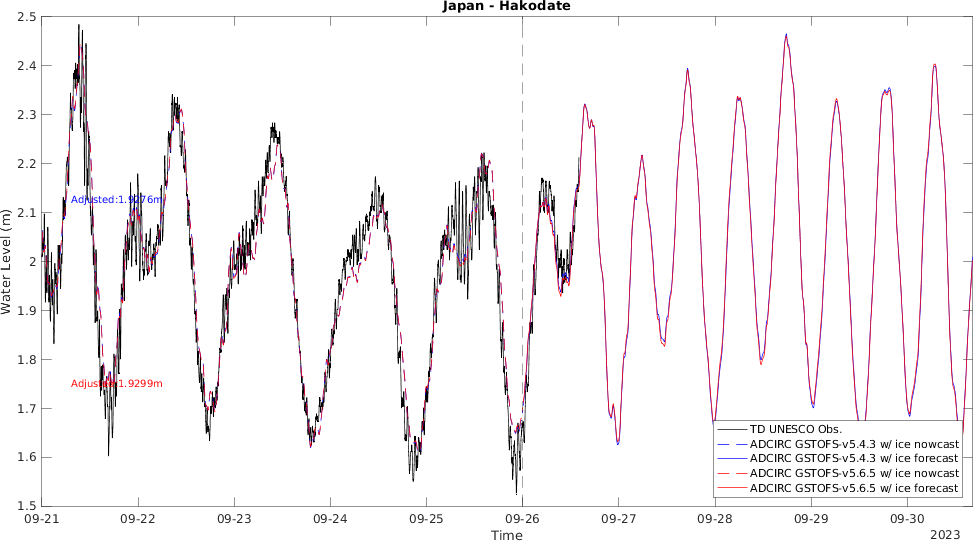 Japan - Hakodate
2.5
2.4
2.3
2.2
2.1
2
1.9
1.8
1.7
1.6
1.5
Water Level (m)
Adjusted:1.9276m
Adjusted:1.9299m
TD UNESCO Obs.
ADCIRC GSTOFS-v5.4.3 w/ ice nowcast
ADCIRC GSTOFS-v5.4.3 w/ ice forecast
ADCIRC GSTOFS-v5.6.5 w/ ice nowcast
ADCIRC GSTOFS-v5.6.5 w/ ice forecast
09-21 09-22 09-23 09-24 09-25 09-26 09-27 09-28 09-29 09-30
Time
2023